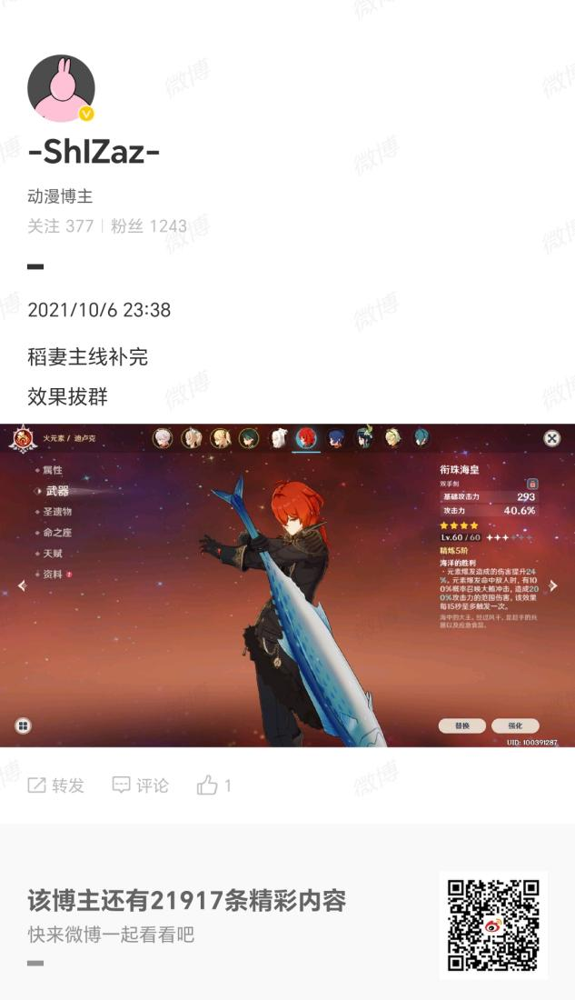 -ShIZaz-
动漫博主
关注 377 | 粉丝 1243
2021/10/6 23:38
稻妻主线补完
效果拔群
火元素 / 迪卢克
属性
武器
圣遗物
命之座
天赋
资料
衔珠海皇
双手剑
基础攻击力 293
攻击力 40.6%
Lv.60 / 60
精炼5阶
海洋的胜利
·元素爆发造成的伤害提升24
%。元素爆发命中敌人时，有10
0%概率召唤大鲔冲击，造成20
0%攻击力的范围伤害。该效果
每15秒至多触发一次。
海中的大王。经过风干，是趁手的兵
器以及应急食品。
替换
强化
UID: 100391287
转发
评论
1
该博主还有21917条精彩内容
快来微博一起看看吧
微博